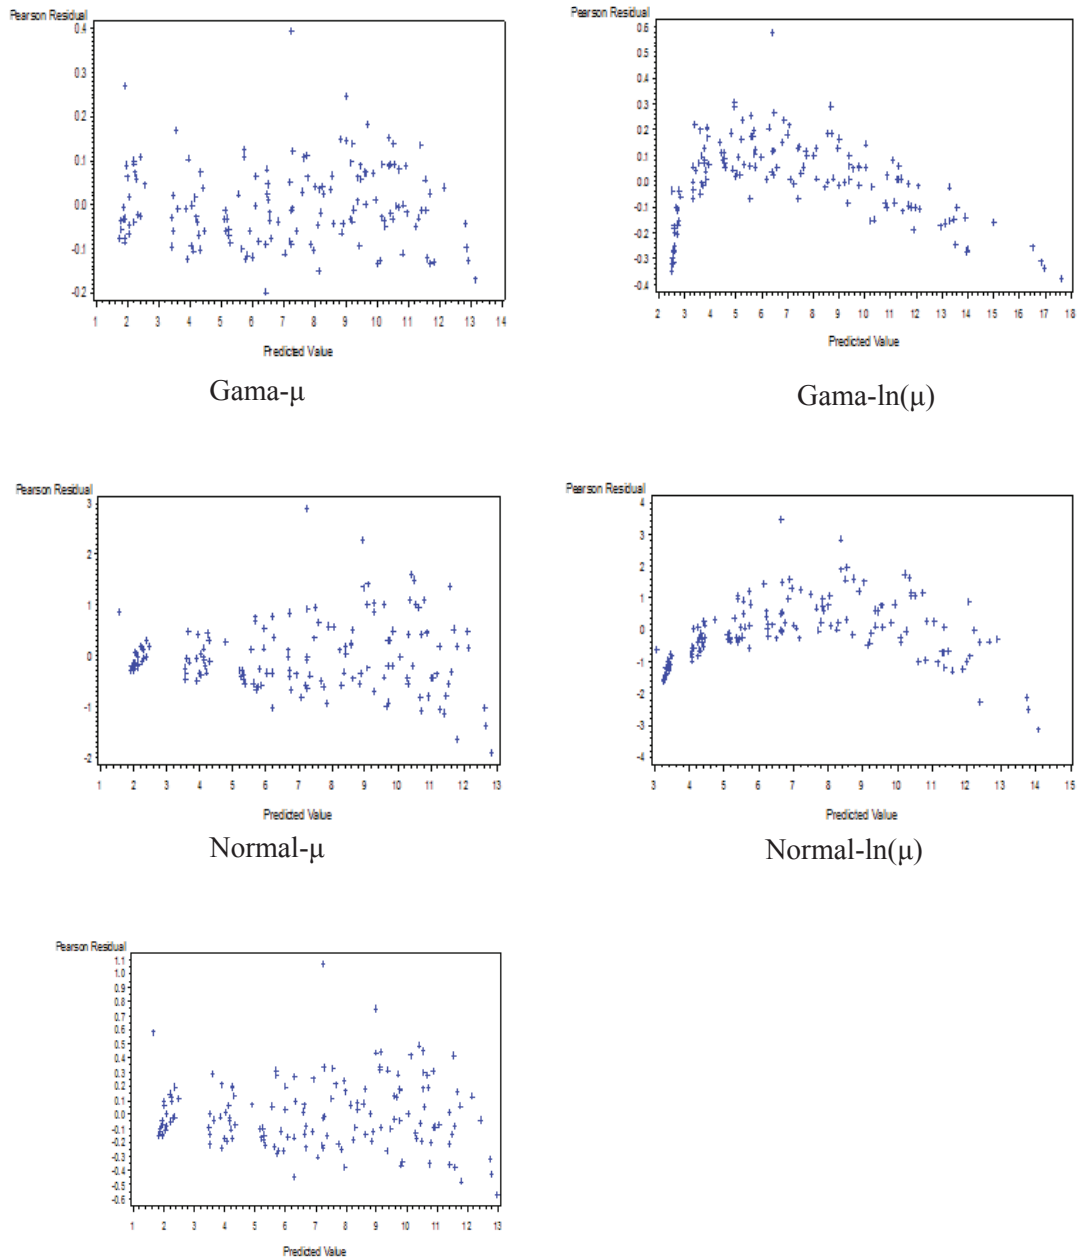 Pearson Residual
0.4
0.3
0.2
0.1
0.0
-0.1
-0.2
1 2 3 4 5 6 7 8 9 10 11 12 13 14
Predicted Value
Gama-μ
Pearson Residual
0.6
0.5
0.4
0.3
0.2
0.1
0.0
-0.1
-0.2
-0.3
-0.4
2 3 4 5 6 7 8 9 10 11 12 13 14 15 16 17 18
Predicted Value
Gama-ln(μ)
Pearson Residual
3
2
1
0
-1
-2
1 2 3 4 5 6 7 8 9 10 11 12 13
Predicted Value
Normal-μ
Pearson Residual
4
3
2
1
0
-1
-2
-3
-4
3 4 5 6 7 8 9 10 11 12 13 14 15
Predicted Value
Normal-ln(μ)
Pearson Residual
1.1
1.0
0.9
0.8
0.7
0.6
0.5
0.4
0.3
0.2
0.1
0.0
-0.1
-0.2
-0.3
-0.4
-0.5
-0.6
1 2 3 4 5 6 7 8 9 10 11 12 13
Predicted Value